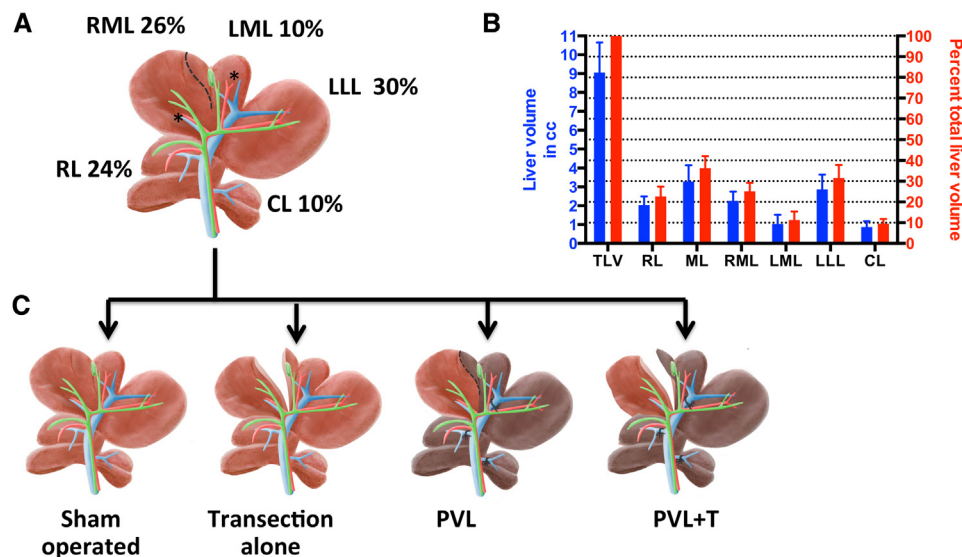 A
RML 26%
LML 10%
LLL 30%
RL 24%
CL 10%
*
*
B
Liver volume
in cc
11
10
9
8
7
6
5
4
3
2
1
0
100
90
80
70
60
50
40
30
20
10
0
Percent total liver volume
TLV RL ML RML LML LLL CL
C
Sham
operated
Transection
alone
PVL
PVL+T